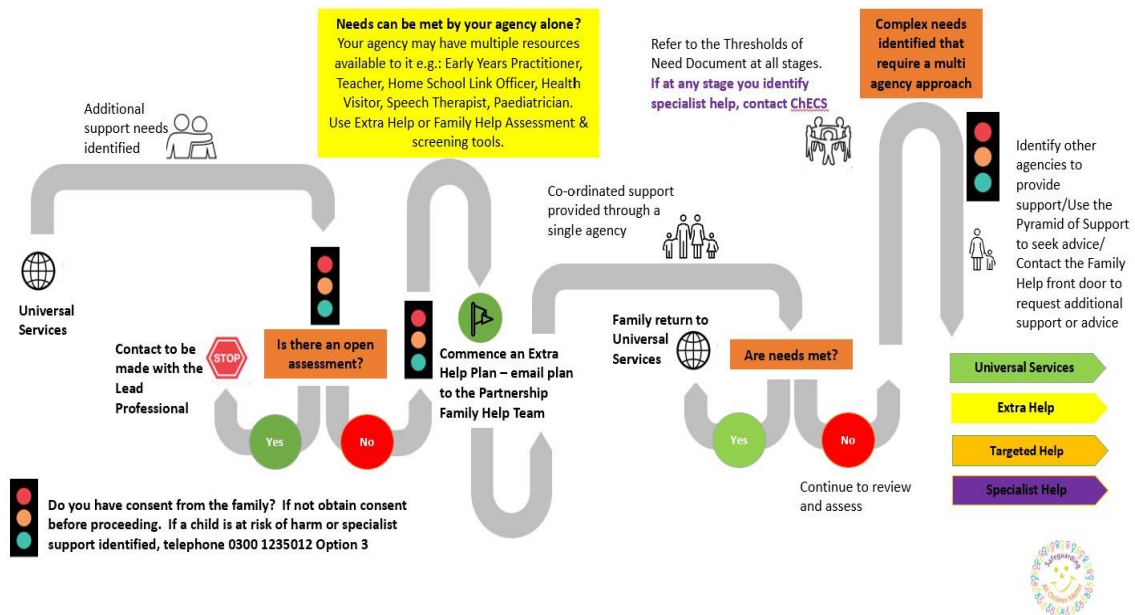 Needs can be met by your agency alone?
Your agency may have multiple resources
available to it e.g.: Early Years Practitioner,
Teacher, Home School Link Officer, Health
Visitor, Speech Therapist, Paediatrician.
Use Extra Help or Family Help Assessment &
screening tools.
Refer to the Thresholds of
Need Document at all stages.
If at any stage you identify
specialist help, contact ChECS
Complex needs
identified that
require a multi
agency approach
Additional
support needs
identified
Identify other
agencies to
provide
support/Use the
Pyramid of Support
to seek advice/
Contact the Family
Help front door to
request additional
support or advice
Co-ordinated support
provided through a
single agency
Universal
Services
Contact to be
made with the
Lead
Professional
STOP
Is there an open
assessment?
Yes
No
Commence an Extra
Help Plan – email plan
to the Partnership
Family Help Team
Family return to
Universal
Services
Are needs met?
Yes
No
Continue to review
and assess
Universal Services
Extra Help
Targeted Help
Specialist Help
Do you have consent from the family? If not obtain consent
before proceeding. If a child is at risk of harm or specialist
support identified, telephone 0300 1235012 Option 3
Safeguarding
All Children Matter